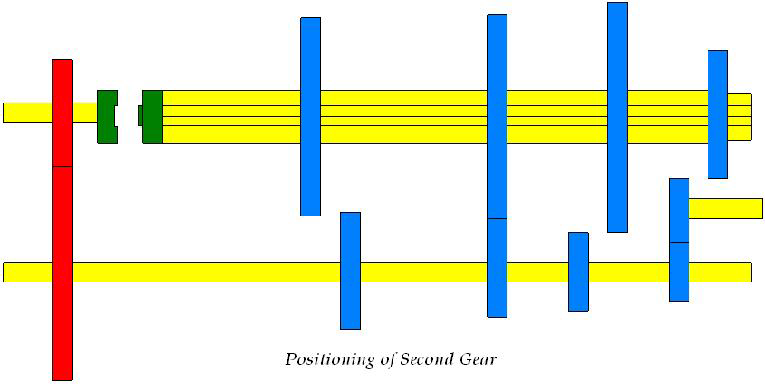 Positioning of Second Gear